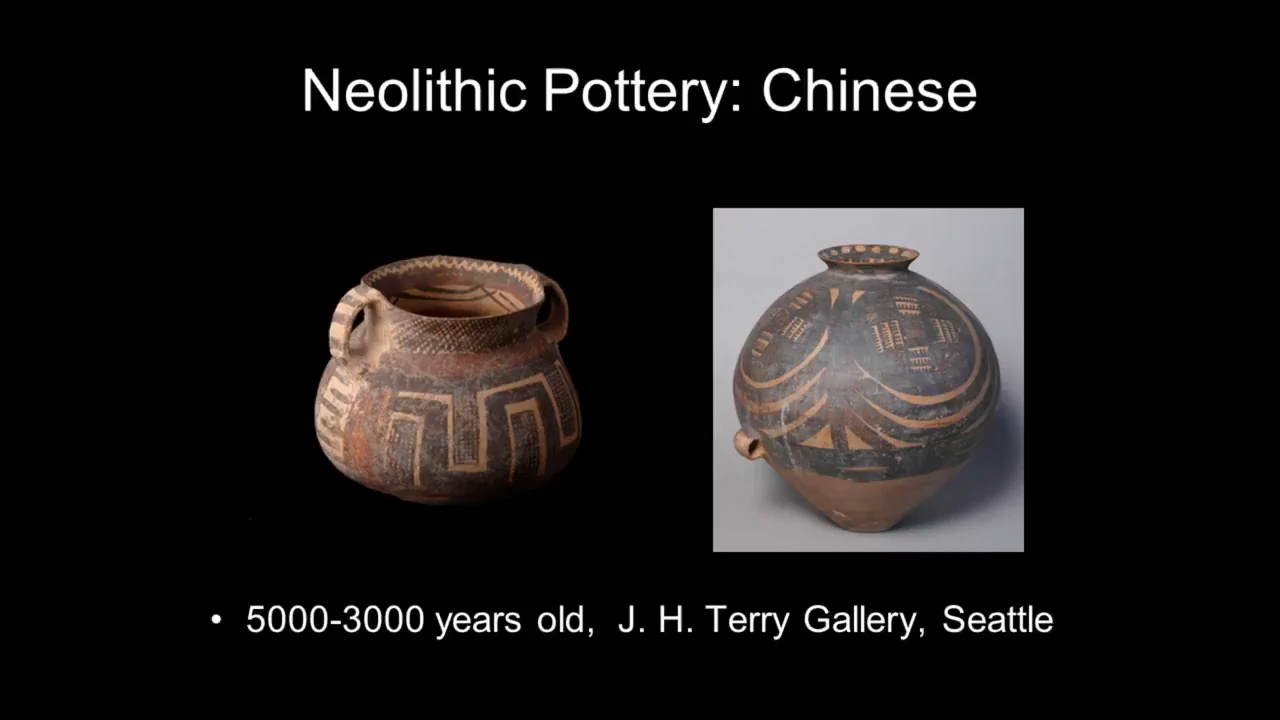 Neolithic Pottery: Chinese
• 5000-3000 years old, J. H. Terry Gallery, Seattle